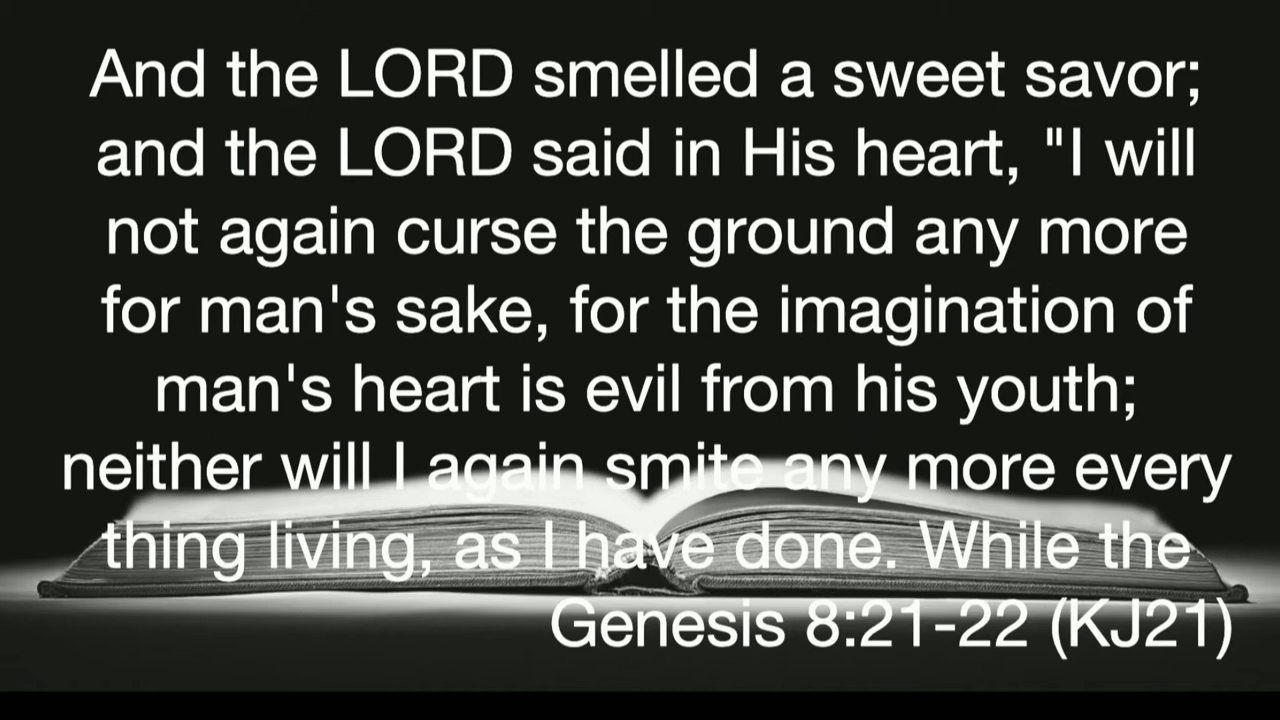 And the LORD smelled a sweet savor;
and the LORD said in His heart, "I will
not again curse the ground any more
for man's sake, for the imagination of
man's heart is evil from his youth;
neither will I again smite any more every
thing living, as I have done. While the
Genesis 8:21-22 (KJ21)